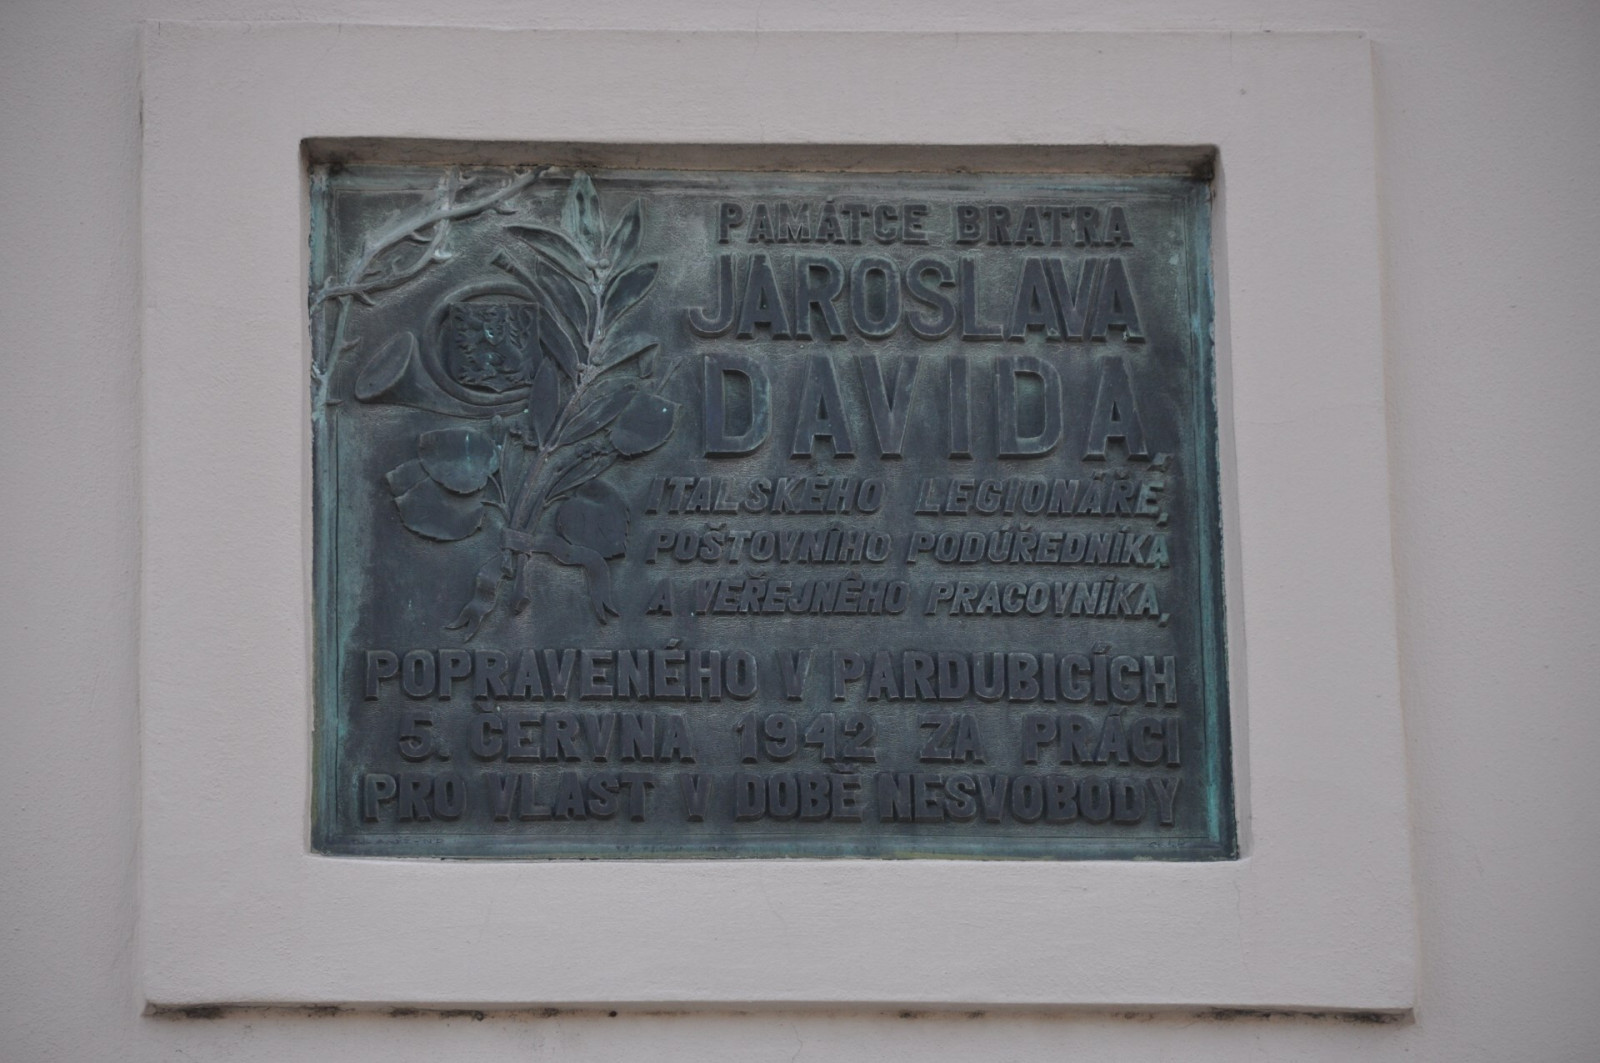 PAMÁTCE BRATRA
JAROSLAVA
DAVIDA,
ITALSKÉHO LEGIONÁŘE,
POŠTOVNÍHO PODÚŘEDNÍKA
A VEŘEJNÉHO PRACOVNÍKA,
POPRAVENÉHO V PARDUBICÍCH
5. ČERVNA 1942 ZA PRÁCI
PRO VLAST V DOBĚ NESVOBODY